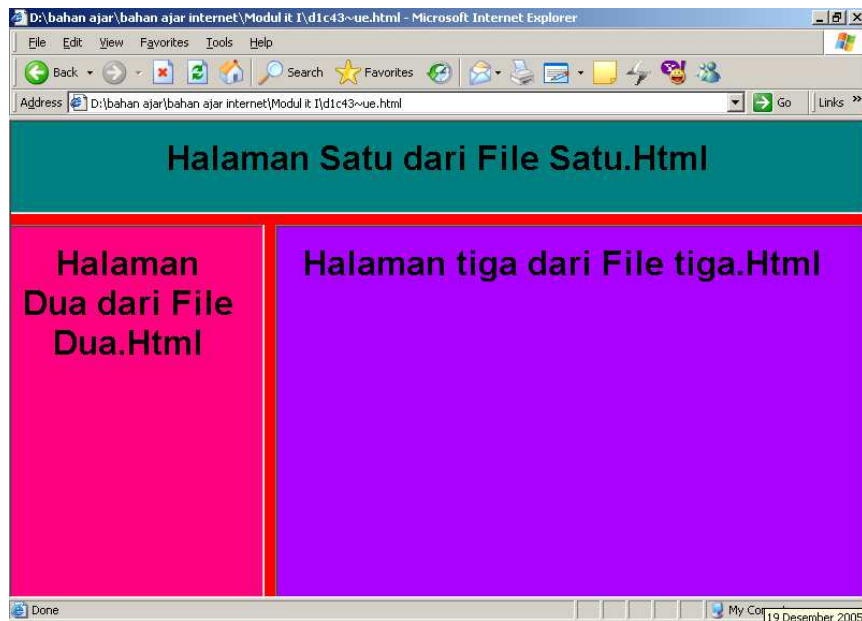 D:\bahan ajar\bahan ajar internet\Modul it I\d1c43~ue.html - Microsoft Internet Explorer
File Edit View Favorites Tools Help
Back Search Favorites
Address D:\bahan ajar\bahan ajar internet\Modul it I\d1c43~ue.html Go Links »
Halaman Satu dari File Satu.Html
Halaman
Dua dari File
Dua.Html
Halaman tiga dari File tiga.Html
Done My
19 Desember 2005